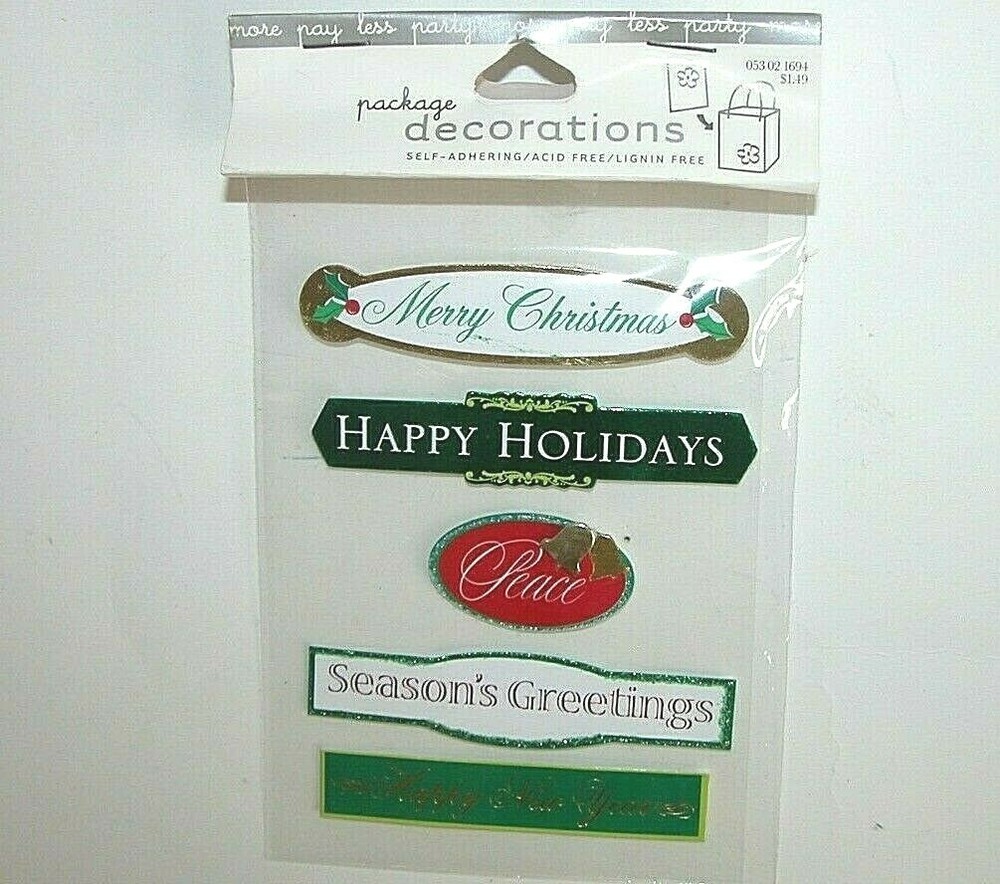 more pay less party more pay less party mor
053 02 1694
$1.49
package
decorations
SELF-ADHERING/ACID FREE/LIGNIN FREE
Merry Christmas
HAPPY HOLIDAYS
Peace
Season's Greetings
Happy New Year